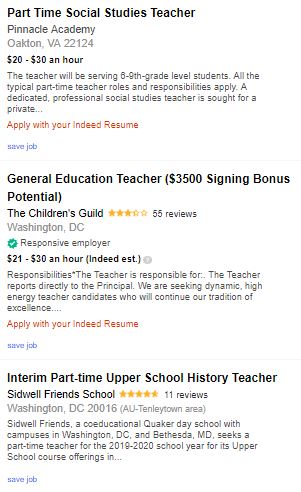 Part Time Social Studies Teacher
Pinnacle Academy
Oakton, VA 22124
$20 - $30 an hour
The teacher will be serving 6-9th-grade level students. All the
typical part-time teacher roles and responsibilities apply. A
dedicated, professional social studies teacher is sought for a
private...
Apply with your Indeed Resume
save job
General Education Teacher ($3500 Signing Bonus
Potential)
The Children's Guild 55 reviews
Washington, DC
Responsive employer
$21 - $30 an hour (Indeed est.) ?
Responsibilities*The Teacher is responsible for:. The Teacher
reports directly to the Principal. We are seeking dynamic, high
energy teacher candidates who will continue our tradition of
excellence....
Apply with your Indeed Resume
save job
Interim Part-time Upper School History Teacher
Sidwell Friends School 11 reviews
Washington, DC 20016 (AU-Tenleytown area)
Sidwell Friends, a coeducational Quaker day school with
campuses in Washington, DC, and Bethesda, MD, seeks a
part-time teacher for the 2019-2020 school year for its Upper
School course offerings in...
save job